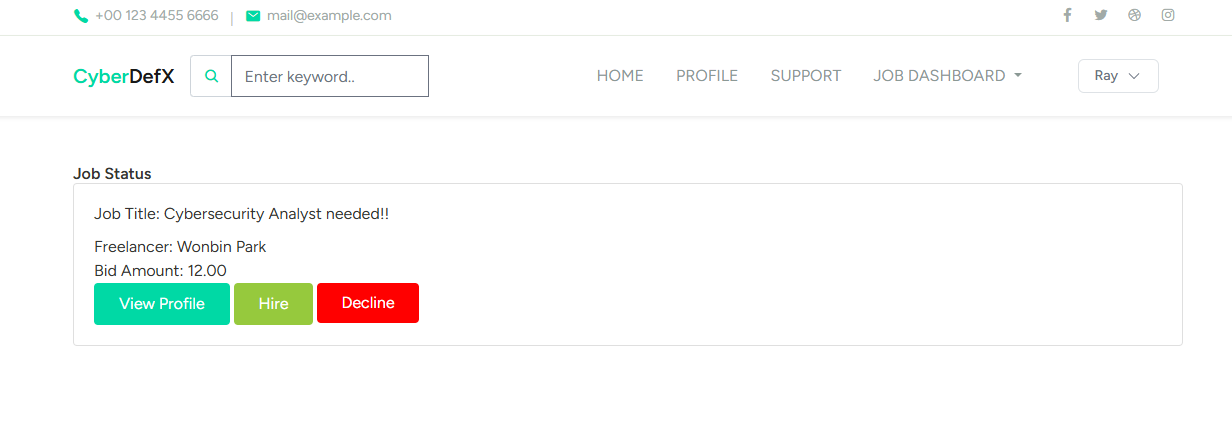 +00 123 4455 6666 | mail@example.com
CyberDefX Enter keyword.. HOME PROFILE SUPPORT JOB DASHBOARD Ray
Job Status
Job Title: Cybersecurity Analyst needed!!
Freelancer: Wonbin Park
Bid Amount: 12.00
View Profile Hire Decline